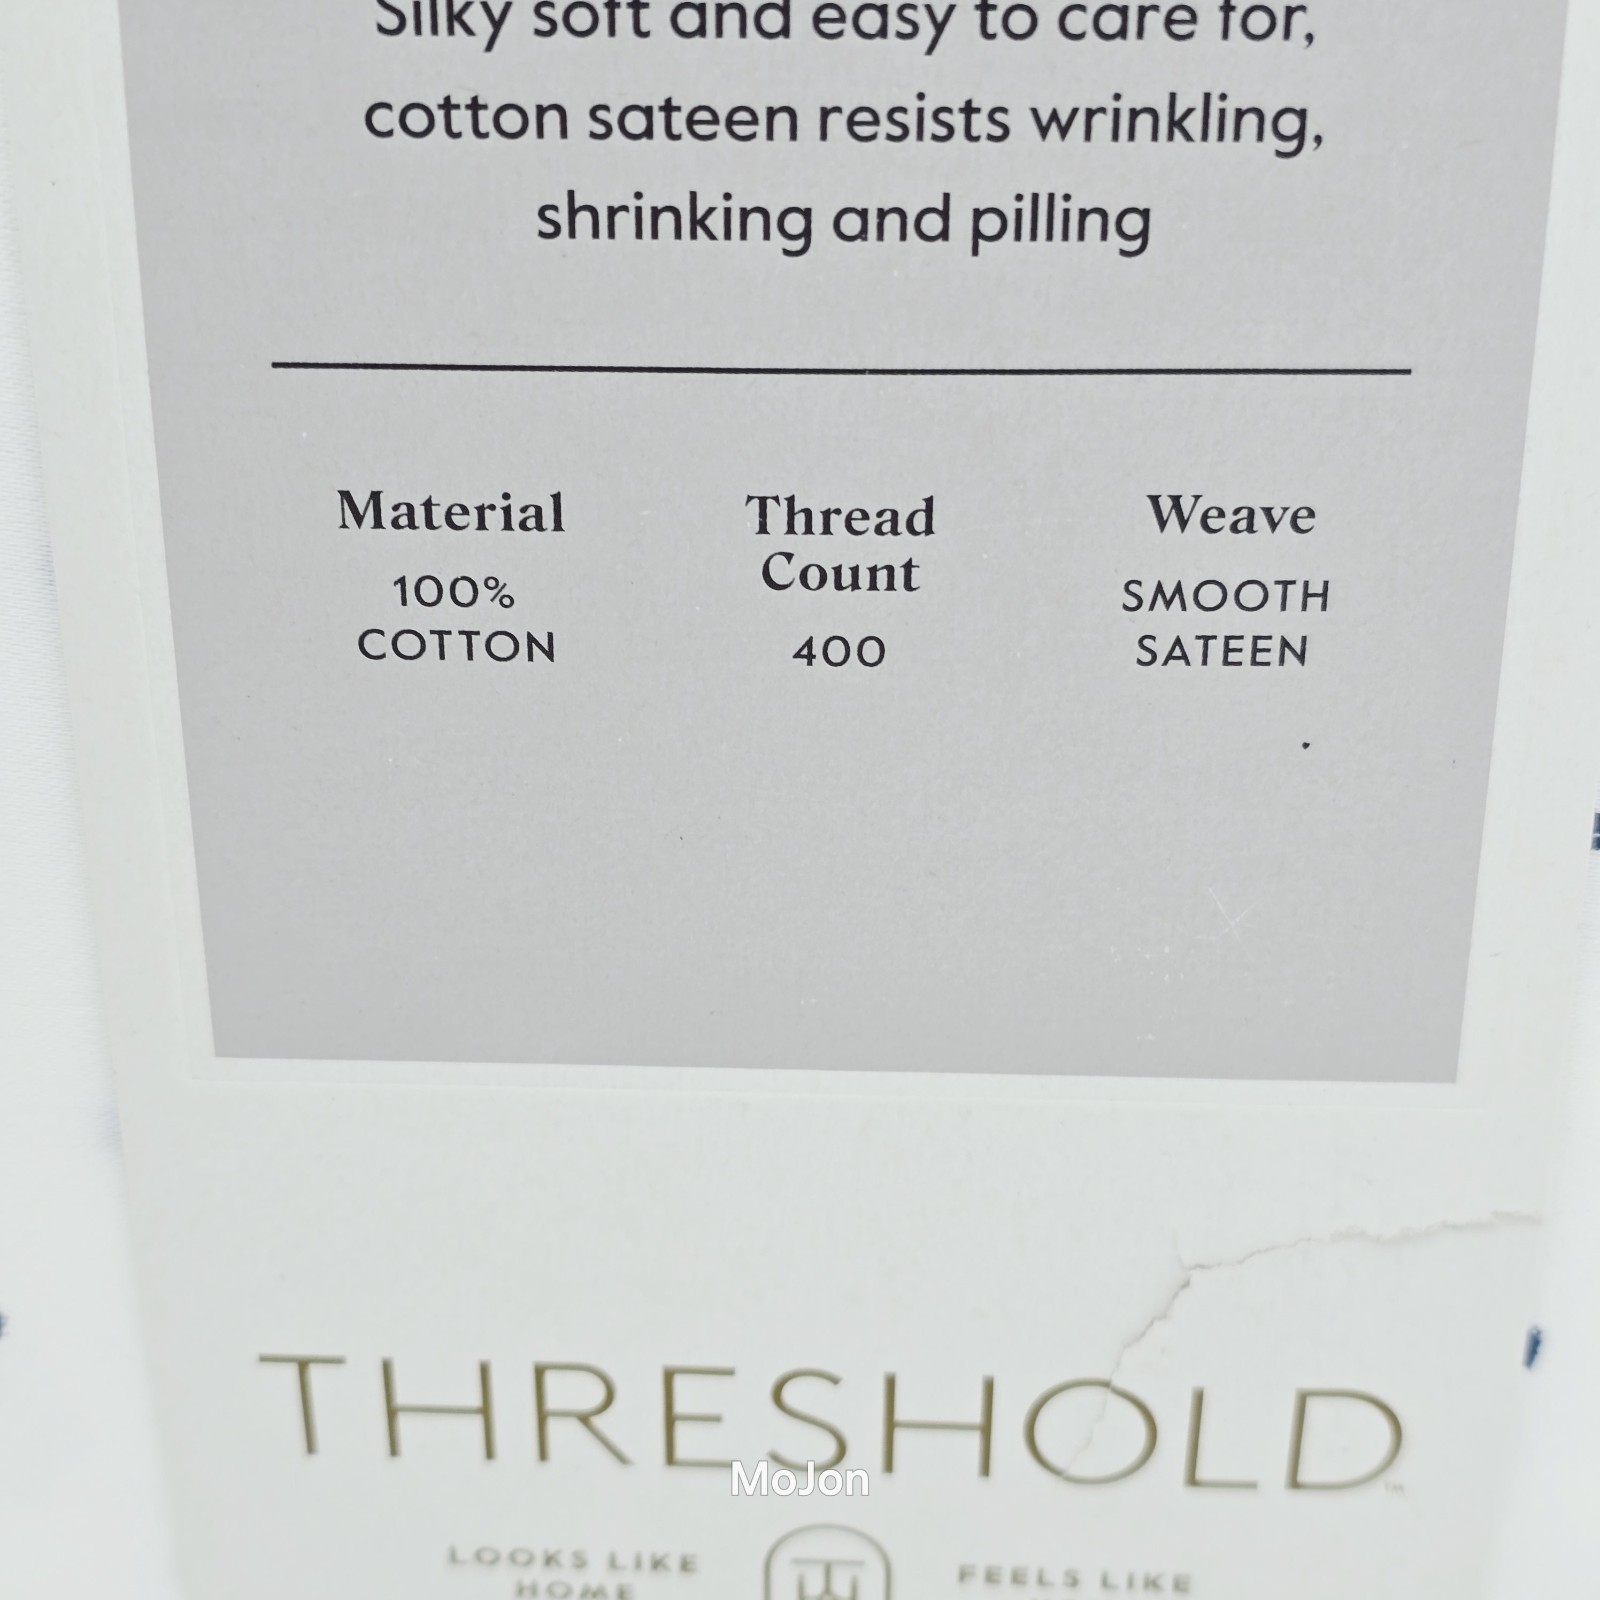 Silky soft and easy to care for,
cotton sateen resists wrinkling,
shrinking and pilling
Material
100%
COTTON
Thread
Count
400
Weave
SMOOTH
SATEEN
THRESHOLD™
MoJon
LOOKS LIKE
HOME
FEELS LIKE